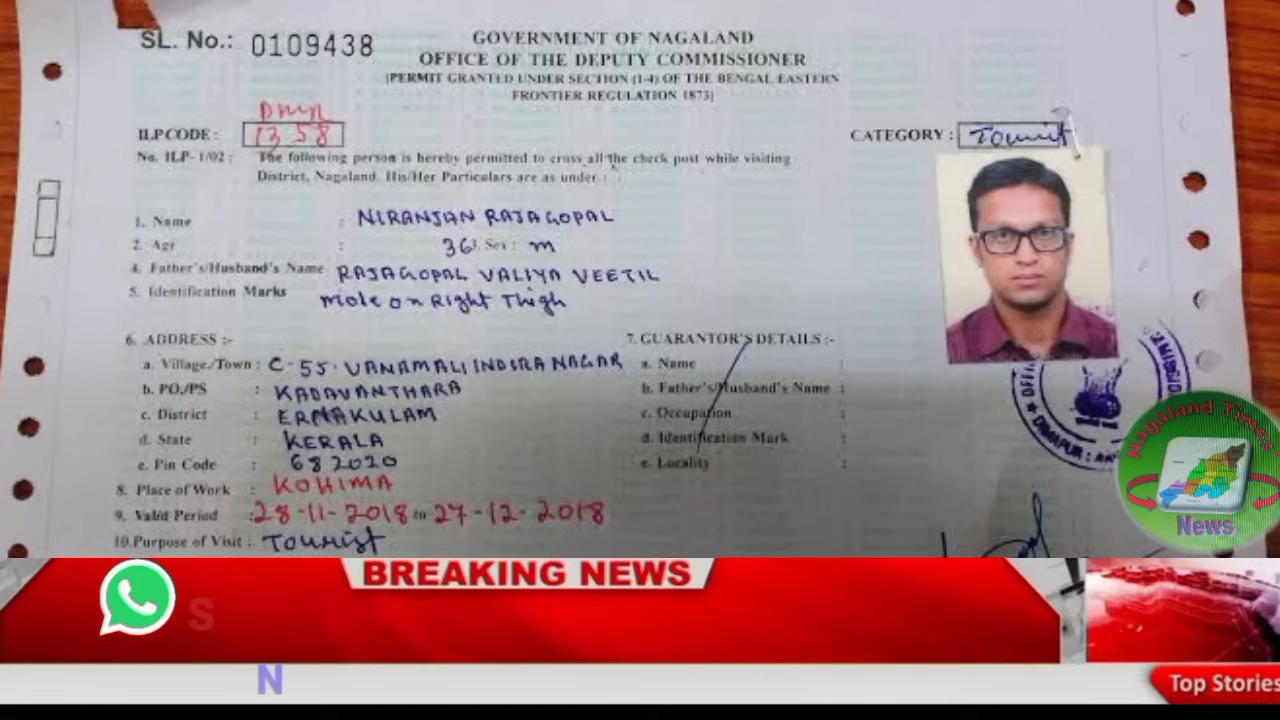 SL. No.: 0109438
GOVERNMENT OF NAGALAND
OFFICE OF THE DEPUTY COMMISSIONER
[PERMIT GRANTED UNDER SECTION (1-4) OF THE BENGAL EASTERN
FRONTIER REGULATION 1873]
ILP CODE : 1358
CATEGORY : Tourist
No. ILP- 1/02 : The following person is hereby permitted to cross all the check post while visiting
District, Nagaland. His/Her Particulars are as under :
1. Name : NIRANJAN RAJAGOPAL
2. Age : 36 3. Sex : M
4. Father's/Husband's Name RAJAGOPAL VALIYA VEETIL
5. Identification Marks Mole on Right Thigh
6. ADDRESS :-
a. Village/Town : C-55. VANAMALI INDIRA NAGAR
b. PO./PS : KADAVANTHARA
c. District : ERNAKULAM
d. State : KERALA
e. Pin Code : 682020
7. GUARANTOR'S DETAILS :-
a. Name :
b. Father's/Husband's Name :
c. Occupation :
d. Identification Mark :
e. Locality :
8. Place of Work : KOHIMA
9. Valid Period : 28-11-2018 to 27-12-2018
10. Purpose of Visit : Tourist
DIMAPUR :
Nagaland Times
News
BREAKING NEWS
S
N
Top Stories